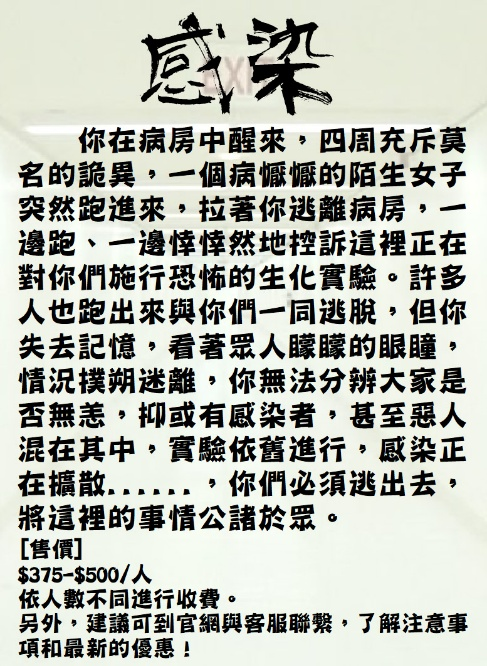 感染
EXIT
你在病房中醒來，四周充斥莫
名的詭異，一個病懨懨的陌生女子
突然跑進來，拉著你逃離病房，一
邊跑、一邊悻悻然地控訴這裡正在
對你們施行恐怖的生化實驗。許多
人也跑出來與你們一同逃脫，但你
失去記憶，看著眾人矇矇的眼瞳，
情況撲朔迷離，你無法分辨大家是
否無恙，抑或有感染者，甚至惡人
混在其中，實驗依舊進行，感染正
在擴散......，你們必須逃出去，
將這裡的事情公諸於眾。
[售價]
$375-$500/人
依人數不同進行收費。
另外，建議可到官網與客服聯繫，了解注意事
項和最新的優惠！